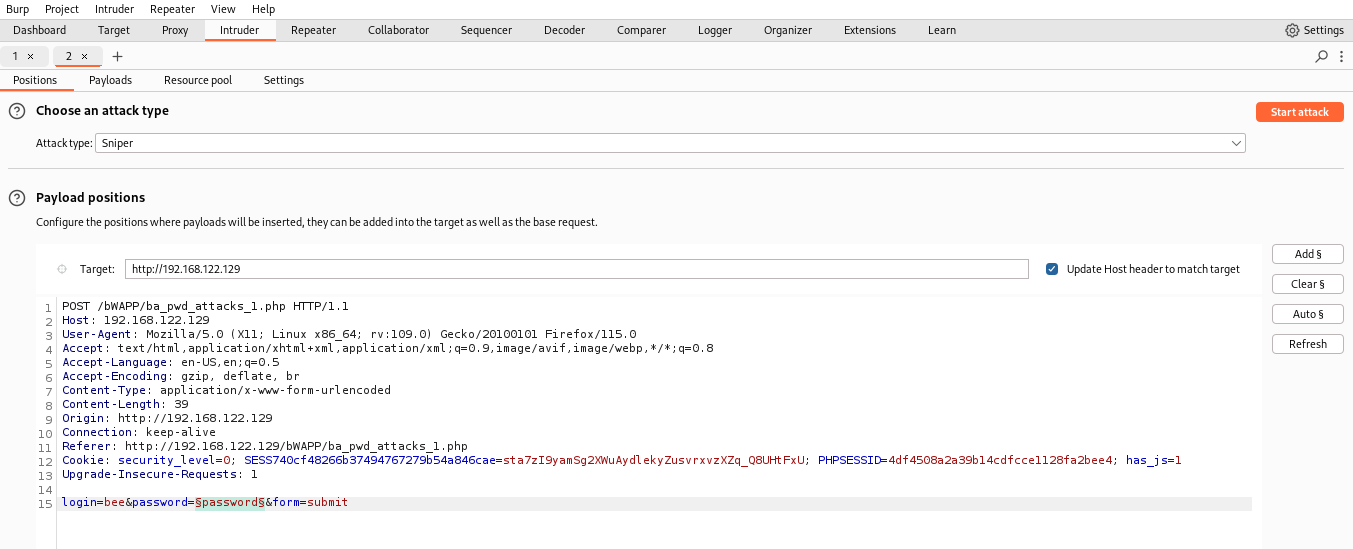 Burp Project Intruder Repeater View Help
Dashboard Target Proxy Intruder Repeater Collaborator Sequencer Decoder Comparer Logger Organizer Extensions Learn Settings
1 × 2 × +
Positions Payloads Resource pool Settings
? Choose an attack type Start attack
Attack type: Sniper
? Payload positions
Configure the positions where payloads will be inserted, they can be added into the target as well as the base request.
Target: http://192.168.122.129 Update Host header to match target Add §
Clear §
Auto §
Refresh
1 POST /bWAPP/ba_pwd_attacks_1.php HTTP/1.1
2 Host: 192.168.122.129
3 User-Agent: Mozilla/5.0 (X11; Linux x86_64; rv:109.0) Gecko/20100101 Firefox/115.0
4 Accept: text/html,application/xhtml+xml,application/xml;q=0.9,image/avif,image/webp,*/*;q=0.8
5 Accept-Language: en-US,en;q=0.5
6 Accept-Encoding: gzip, deflate, br
7 Content-Type: application/x-www-form-urlencoded
8 Content-Length: 39
9 Origin: http://192.168.122.129
10 Connection: keep-alive
11 Referer: http://192.168.122.129/bWAPP/ba_pwd_attacks_1.php
12 Cookie: security_level=0; SESS740cf48266b37494767279b54a846cae=sta7zI9yamSg2XWuAydlekyZusvrxvzXZq_Q8UHtFxU; PHPSESSID=4df4508a2a39b14cdfcce1128fa2bee4; has_js=1
13 Upgrade-Insecure-Requests: 1
14
15 login=bee&password=§password§&form=submit